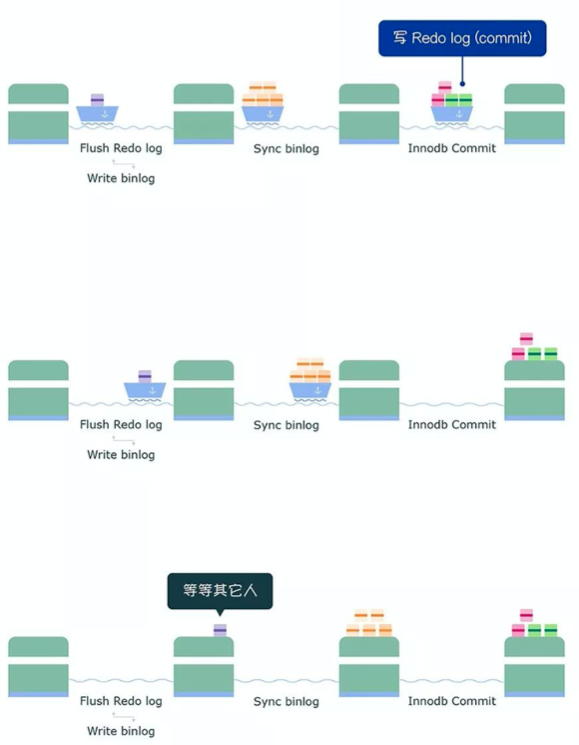 写 Redo log (commit)
Flush Redo log
Sync binlog
Innodb Commit
Write binlog
Flush Redo log
Sync binlog
Innodb Commit
Write binlog
等等其它人
Flush Redo log
Sync binlog
Innodb Commit
Write binlog